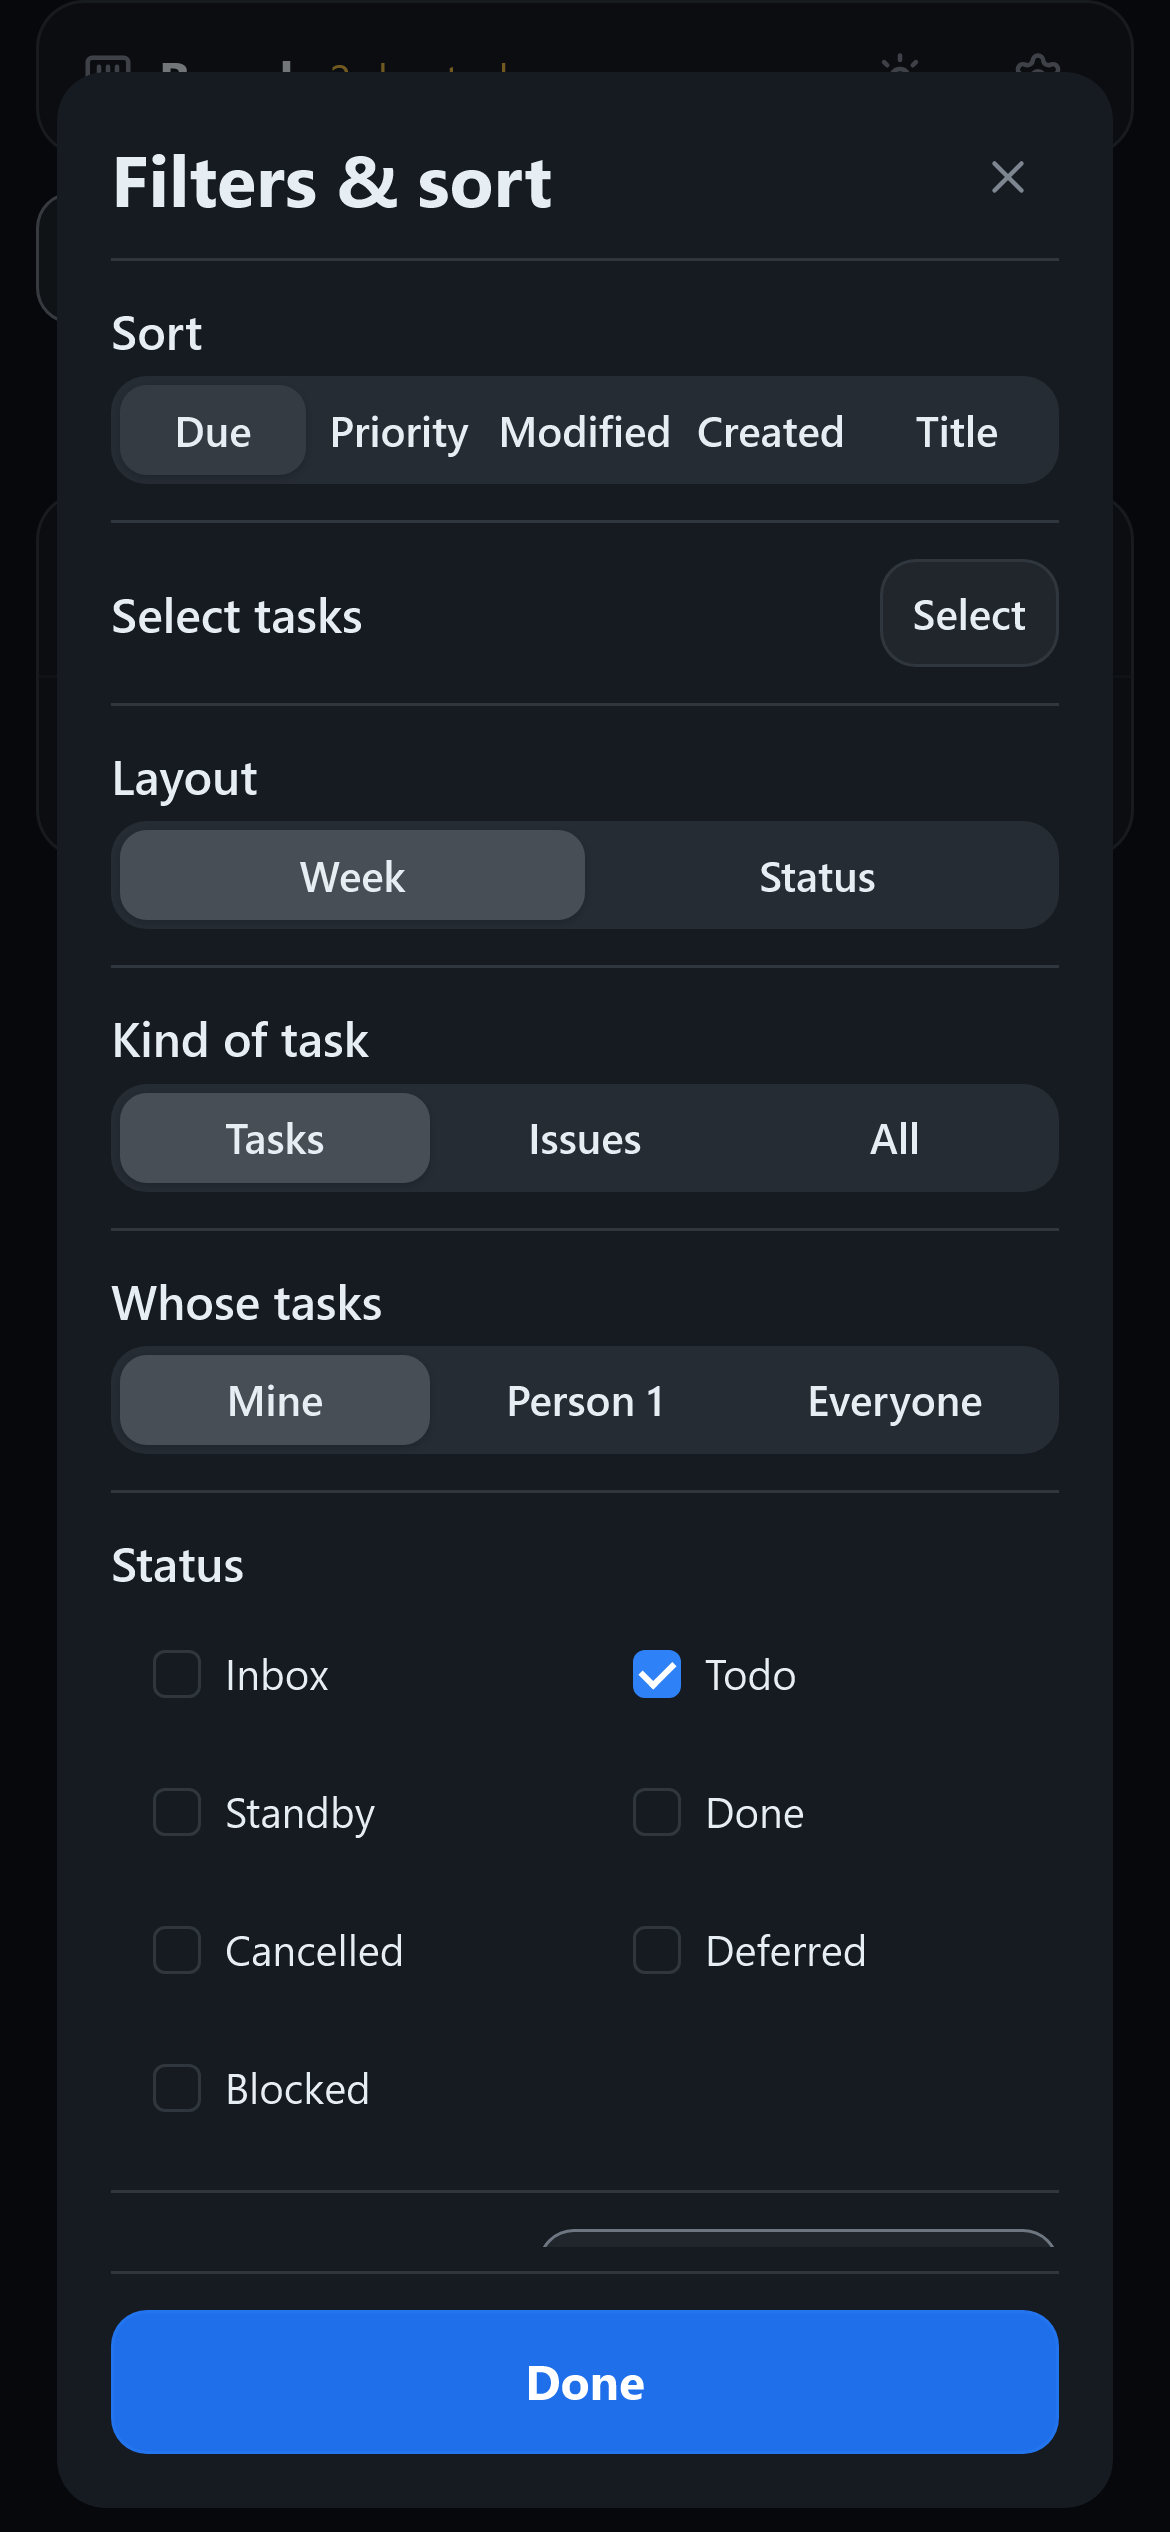 Filters & sort
Sort
Due Priority Modified Created Title
Select tasks Select
Layout
Week Status
Kind of task
Tasks Issues All
Whose tasks
Mine Person 1 Everyone
Status
Inbox Todo
Standby Done
Cancelled Deferred
Blocked
Done